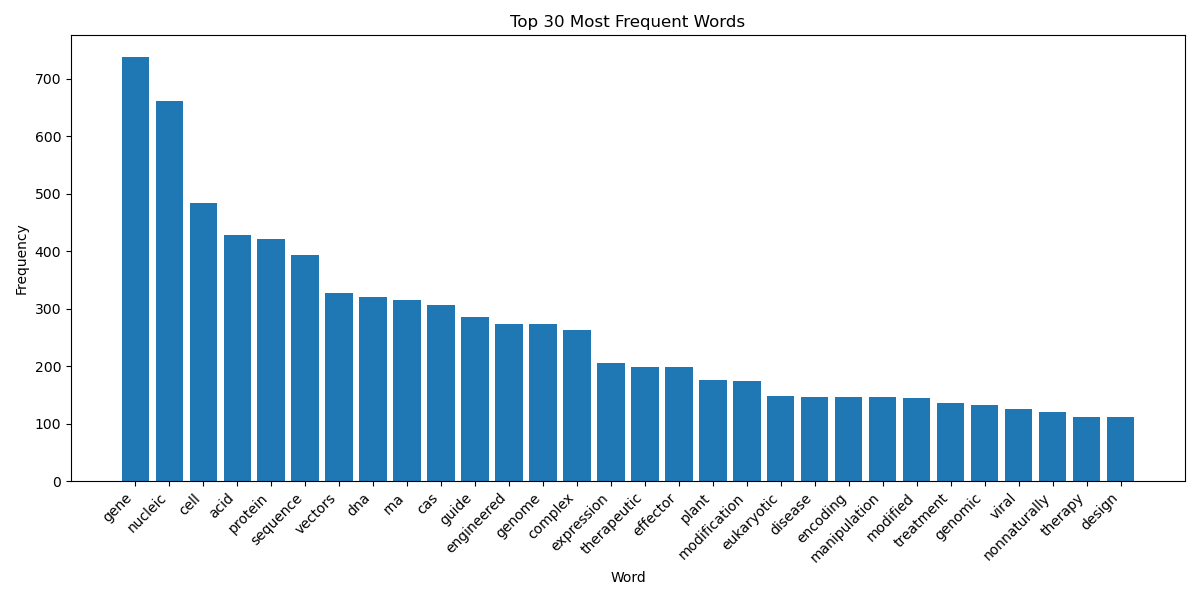 Top 30 Most Frequent Words
Frequency
700
600
500
400
300
200
100
0
gene
nucleic
cell
acid
protein
sequence
vectors
dna
rna
cas
guide
engineered
genome
complex
expression
therapeutic
effector
plant
modification
eukaryotic
disease
encoding
manipulation
modified
treatment
genomic
viral
nonnaturally
therapy
design
Word